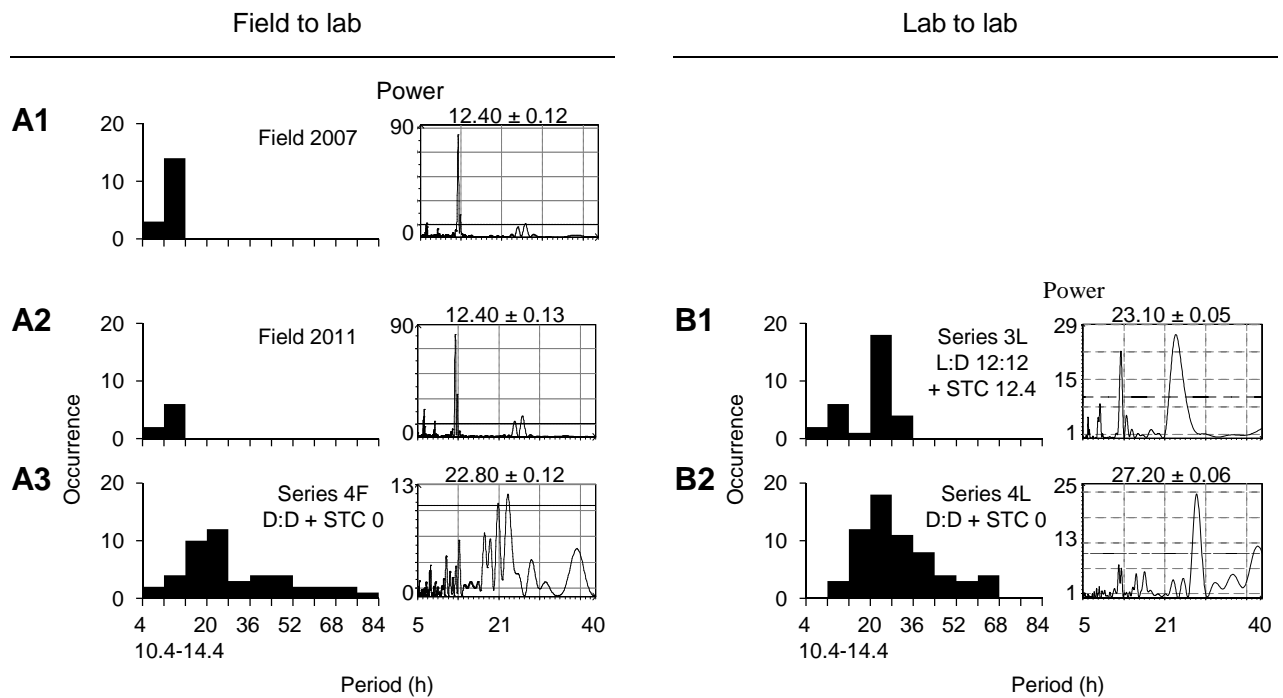 Field to lab
Lab to lab
A1
Power
12.40 ± 0.12
Field 2007
20
10
0
90
0
A2
12.40 ± 0.13
Field 2011
20
10
0
90
0
B1
Power
23.10 ± 0.05
Series 3L
L:D 12:12
+ STC 12.4
20
10
0
29
15
1
A3
Occurrence
22.80 ± 0.12
Series 4F
D:D + STC 0
20
10
0
13
0
4 20 36 52 68 84
10.4-14.4
5 21 40
Period (h)
B2
Occurrence
27.20 ± 0.06
Series 4L
D:D + STC 0
20
10
0
25
13
1
4 20 36 52 68 84
10.4-14.4
5 21 40
Period (h)